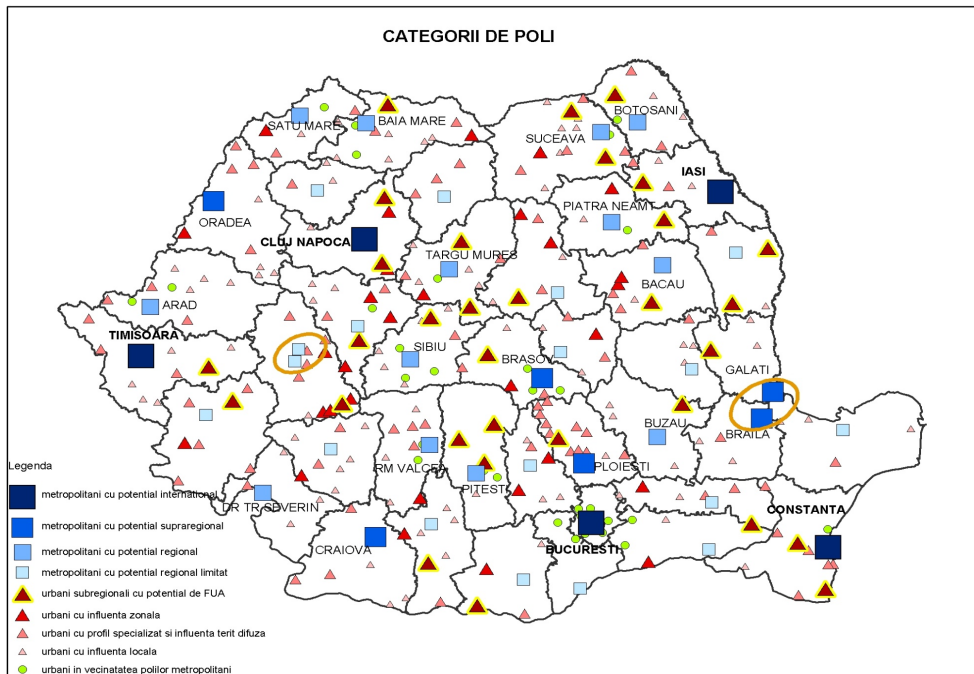 CATEGORII DE POLI
BOTOSANI
SATU MARE
BAIA MARE
SUCEAVA
IASI
PIATRA NEAMT
ORADEA
CLUJ NAPOCA
TARGU MURES
BACAU
ARAD
TIMISOARA
SIBIU
BRASOV
GALATI
BUZAU
BRAILA
RM VALCEA
PLOIESTI
PITESTI
DR TR SEVERIN
CONSTANTA
CRAIOVA
BUCURESTI
Legenda
metropolitani cu potential international
metropolitani cu potential supraregional
metropolitani cu potential regional
metropolitani cu potential regional limitat
urbani subregionali cu potential de FUA
urbani cu influenta zonala
urbani cu profil specializat si influenta terit difuza
urbani cu influenta locala
urbani in vecinatatea polilor metropolitani